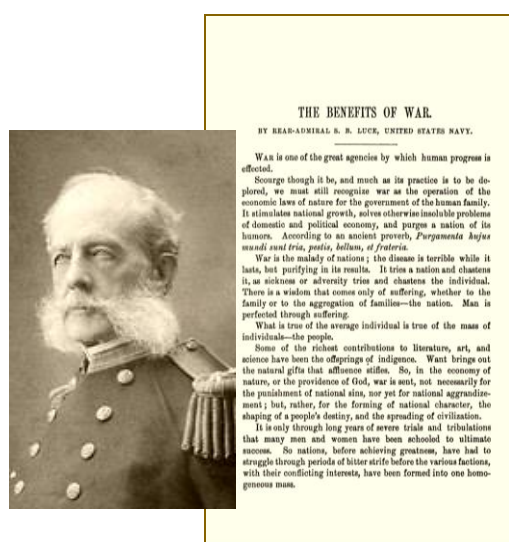 THE BENEFITS OF WAR.
BY REAR-ADMIRAL S. B. LUCE, UNITED STATES NAVY.
WAR is one of the great agencies by which human progress is
effected.
Scourge though it be, and much as its practice is to be de-
plored, we must still recognize war as the operation of the
economic laws of nature for the government of the human family.
It stimulates national growth, solves otherwise insoluble problems
of domestic and political economy, and purges a nation of its
humors. According to an ancient proverb, Purgamenta hujus
mundi sunt tria, pestis, bellum, et frateria.
War is the malady of nations; the disease is terrible while it
lasts, but purifying in its results. It tries a nation and chastens
it, as sickness or adversity tries and chastens the individual.
There is a wisdom that comes only of suffering, whether to the
family or to the aggregation of families—the nation. Man is
perfected through suffering.
What is true of the average individual is true of the mass of
individuals—the people.
Some of the richest contributions to literature, art, and
science have been the offsprings of indigence. Want brings out
the natural gifts that affluence stifles. So, in the economy of
nature, or the providence of God, war is sent, not necessarily for
the punishment of national sins, nor yet for national aggrandize-
ment; but, rather, for the forming of national character, the
shaping of a people's destiny, and the spreading of civilization.
It is only through long years of severe trials and tribulations
that many men and women have been schooled to ultimate
success. So nations, before achieving greatness, have had to
struggle through periods of bitter strife before the various factions,
with their conflicting interests, have been formed into one homo-
geneous mass.